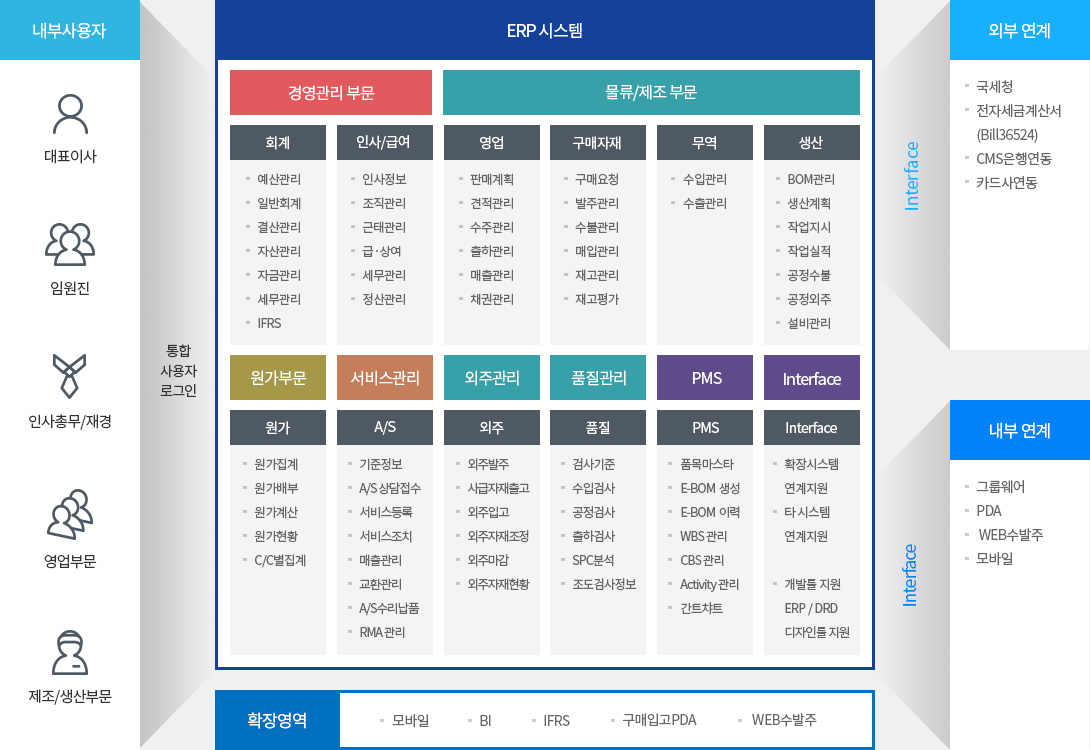 내부사용자
대표이사
임원진
인사총무/재경
영업부문
제조/생산부문
통합
사용자
로그인
ERP 시스템
경영관리 부문
물류/제조 부문
회계
예산관리
일반회계
결산관리
자산관리
자금관리
세무관리
IFRS
인사/급여
인사정보
조직관리
근태관리
급·상여
세무관리
정산관리
영업
판매계획
견적관리
수주관리
출하관리
매출관리
채권관리
구매자재
구매요청
발주관리
수불관리
매입관리
재고관리
재고평가
무역
수입관리
수출관리
생산
BOM관리
생산계획
작업지시
작업실적
공정수불
공정외주
설비관리
원가부문
서비스관리
외주관리
품질관리
PMS
Interface
원가
원가집계
원가배부
원가계산
원가현황
C/C별집계
A/S
기준정보
A/S 상담접수
서비스등록
서비스조치
매출관리
교환관리
A/S수리납품
RMA 관리
외주
외주발주
사급자재출고
외주입고
외주자재조정
외주마감
외주자재현황
품질
검사기준
수입검사
공정검사
출하검사
SPC분석
조도검사정보
PMS
품목마스타
E-BOM 생성
E-BOM 이력
WBS 관리
CBS 관리
Activity 관리
간트챠트
Interface
확장시스템
연계지원
타 시스템
연계지원
개발틀 지원
ERP / DRD
디자인틀 지원
확장영역
모바일
BI
IFRS
구매입고PDA
WEB수발주
Interface
Interface
외부 연계
국세청
전자세금계산서
(Bill36524)
CMS은행연동
카드사연동
내부 연계
그룹웨어
PDA
WEB수발주
모바일